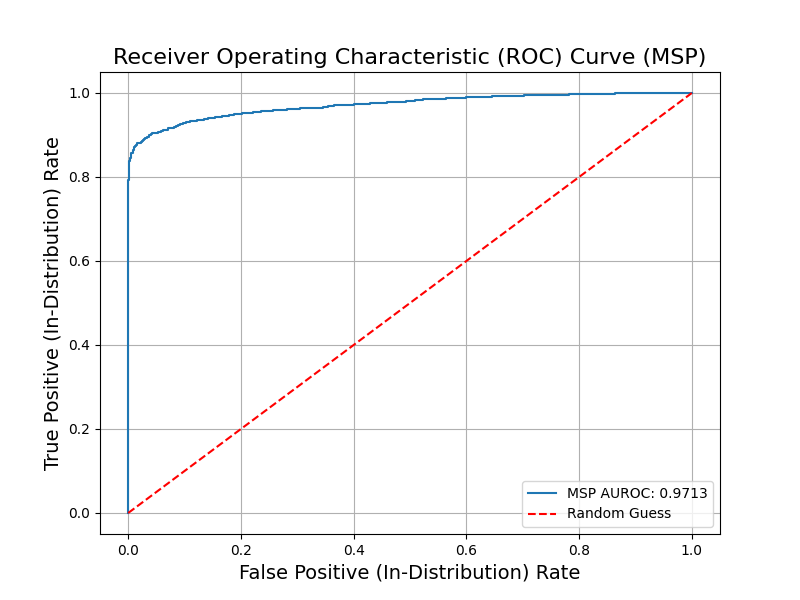 Receiver Operating Characteristic (ROC) Curve (MSP)
True Positive (In-Distribution) Rate
1.0
0.8
0.6
0.4
0.2
0.0
MSP AUROC: 0.9713
Random Guess
0.0 0.2 0.4 0.6 0.8 1.0
False Positive (In-Distribution) Rate